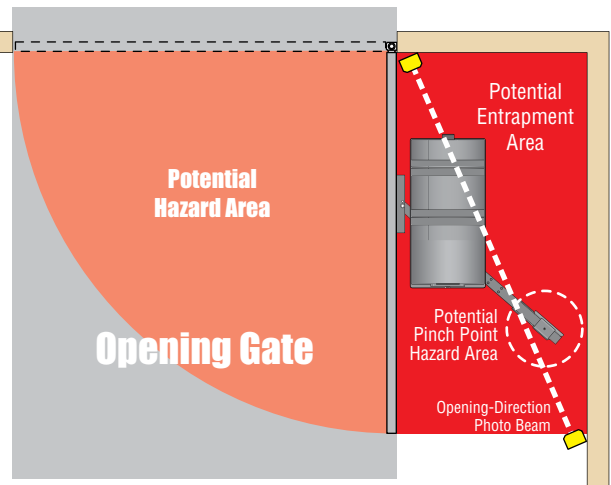 Potential
Entrapment
Area
Potential
Hazard Area
Potential
Pinch Point
Hazard Area
Opening Gate
Opening-Direction
Photo Beam